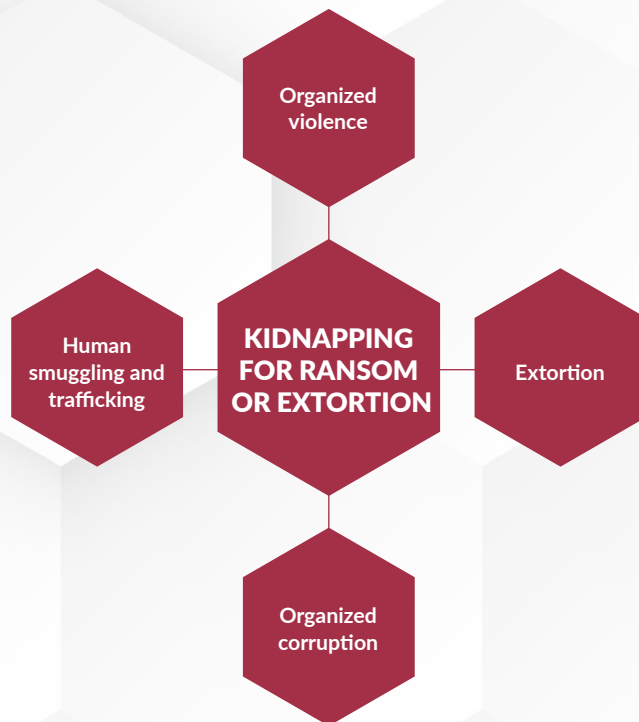 Organized
violence
Human
smuggling and
trafficking
KIDNAPPING
FOR RANSOM
OR EXTORTION
Extortion
Organized
corruption